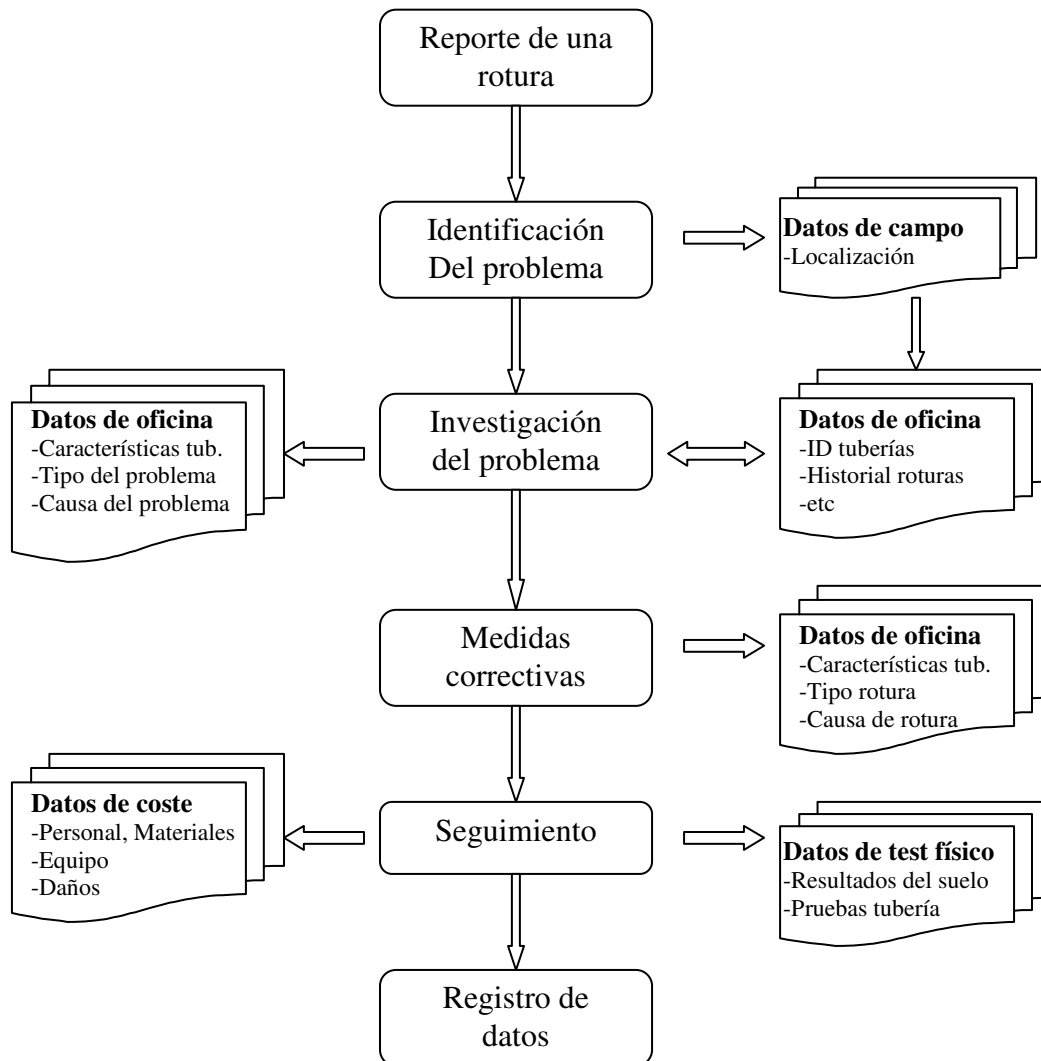 Reporte de una
rotura
Identificación
Del problema
Datos de campo
-Localización
Datos de oficina
-Características tub.
-Tipo del problema
-Causa del problema
Investigación
del problema
Datos de oficina
-ID tuberías
-Historial roturas
-etc
Medidas
correctivas
Datos de oficina
-Características tub.
-Tipo rotura
-Causa de rotura
Datos de coste
-Personal, Materiales
-Equipo
-Daños
Seguimiento
Datos de test físico
-Resultados del suelo
-Pruebas tubería
Registro de
datos